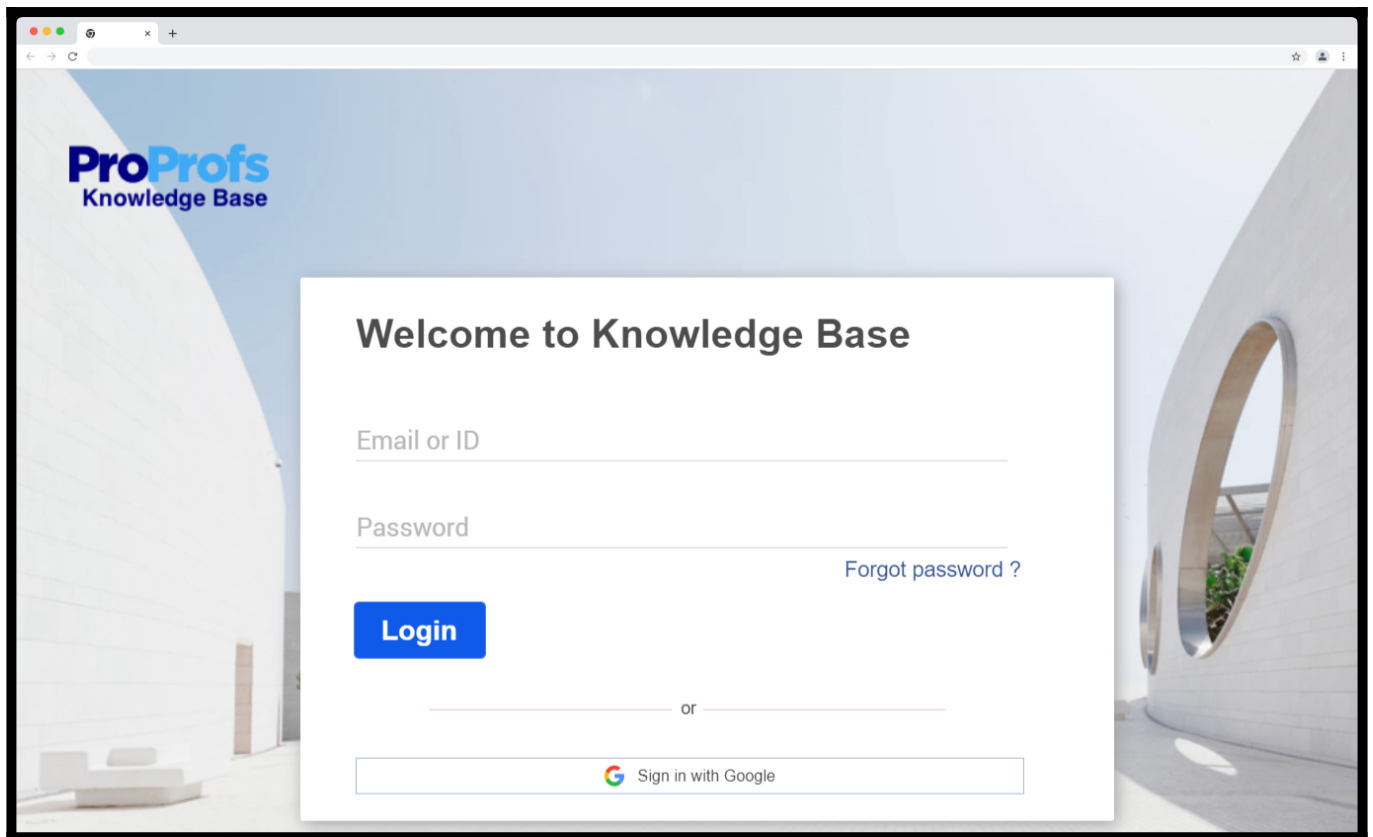 ProProfs
Knowledge Base
Welcome to Knowledge Base
Email or ID
Password
Forgot password ?
Login
or
Sign in with Google